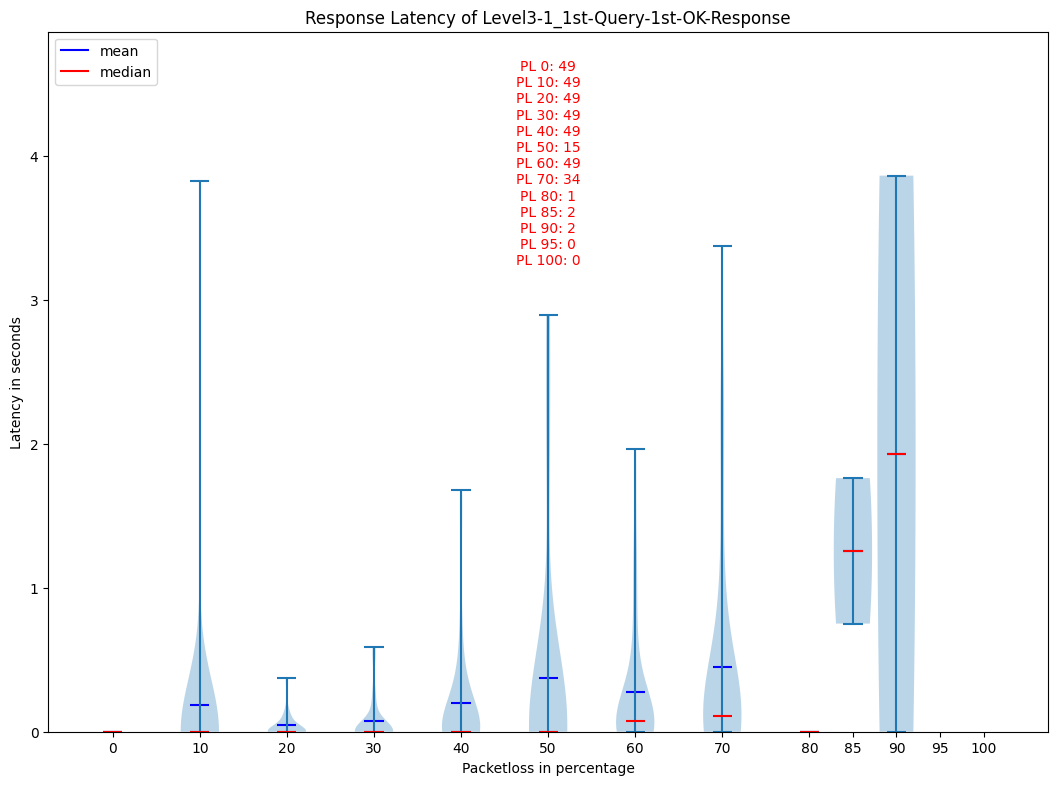 Response Latency of Level3-1_1st-Query-1st-OK-Response
mean
median
PL 0: 49
PL 10: 49
PL 20: 49
PL 30: 49
PL 40: 49
PL 50: 15
PL 60: 49
PL 70: 34
PL 80: 1
PL 85: 2
PL 90: 2
PL 95: 0
PL 100: 0
Latency in seconds
4
3
2
1
0
0 10 20 30 40 50 60 70 80 85 90 95 100
Packetloss in percentage